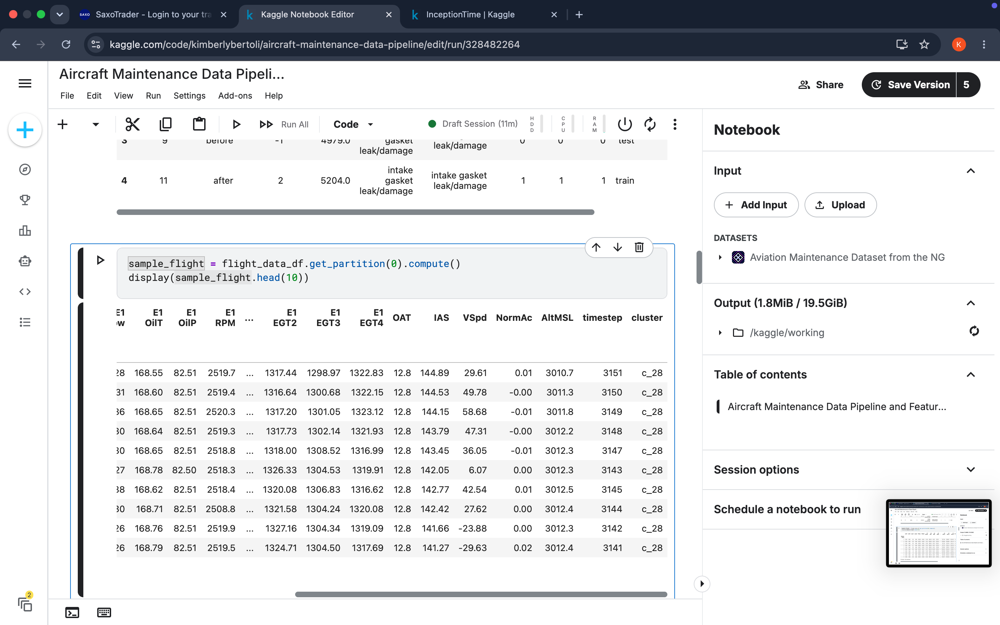 SAXO SaxoTrader - Login to your tra
Kaggle Notebook Editor
InceptionTime | Kaggle
kaggle.com/code/kimberlybertoli/aircraft-maintenance-data-pipeline/edit/run/328482264
K
Aircraft Maintenance Data Pipeli...
File Edit View Run Settings Add-ons Help
Share
Save Version 5
Run All
Code
Draft Session (11m)
HDD
CPU
RAM
3 9 before -1 4979.0 gasket leak/damage leak/damage 0 0 0 test
4 11 after 2 5204.0 intake gasket leak/damage intake gasket leak/damage 1 1 1 train
sample_flight = flight_data_df.get_partition(0).compute()
display(sample_flight.head(10))
E1 E1 OilT E1 OilP E1 RPM ... E1 EGT2 E1 EGT3 E1 EGT4 OAT IAS VSpd NormAc AltMSL timestep cluster
28 168.55 82.51 2519.7 ... 1317.44 1298.97 1322.83 12.8 144.89 29.61 0.01 3010.7 3151 c_28
31 168.60 82.51 2519.4 ... 1316.64 1300.68 1322.15 12.8 144.53 49.78 -0.00 3011.3 3150 c_28
36 168.65 82.51 2520.3 ... 1317.20 1301.05 1323.12 12.8 144.15 58.68 -0.01 3011.8 3149 c_28
30 168.64 82.51 2519.3 ... 1317.73 1302.14 1321.93 12.8 143.79 47.31 -0.00 3012.2 3148 c_28
30 168.65 82.51 2518.8 ... 1318.00 1308.52 1316.99 12.8 143.45 36.05 -0.01 3012.3 3147 c_28
27 168.78 82.50 2518.3 ... 1326.33 1304.53 1319.91 12.8 142.05 6.07 0.00 3012.3 3143 c_28
38 168.62 82.51 2518.4 ... 1320.08 1306.83 1316.62 12.8 142.77 42.54 0.01 3012.5 3145 c_28
30 168.71 82.51 2508.8 ... 1321.58 1304.24 1320.08 12.8 142.42 27.62 0.00 3012.4 3144 c_28
26 168.76 82.51 2519.9 ... 1327.16 1304.34 1319.09 12.8 141.66 -23.88 0.00 3012.3 3142 c_28
26 168.79 82.51 2519.5 ... 1324.71 1304.50 1317.69 12.8 141.27 -29.63 0.02 3012.4 3141 c_28
2
Notebook
Input
Add Input
Upload
DATASETS
Aviation Maintenance Dataset from the NG
Output (1.8MiB / 19.5GiB)
/kaggle/working
Table of contents
Aircraft Maintenance Data Pipeline and Featur...
Session options
Schedule a notebook to run